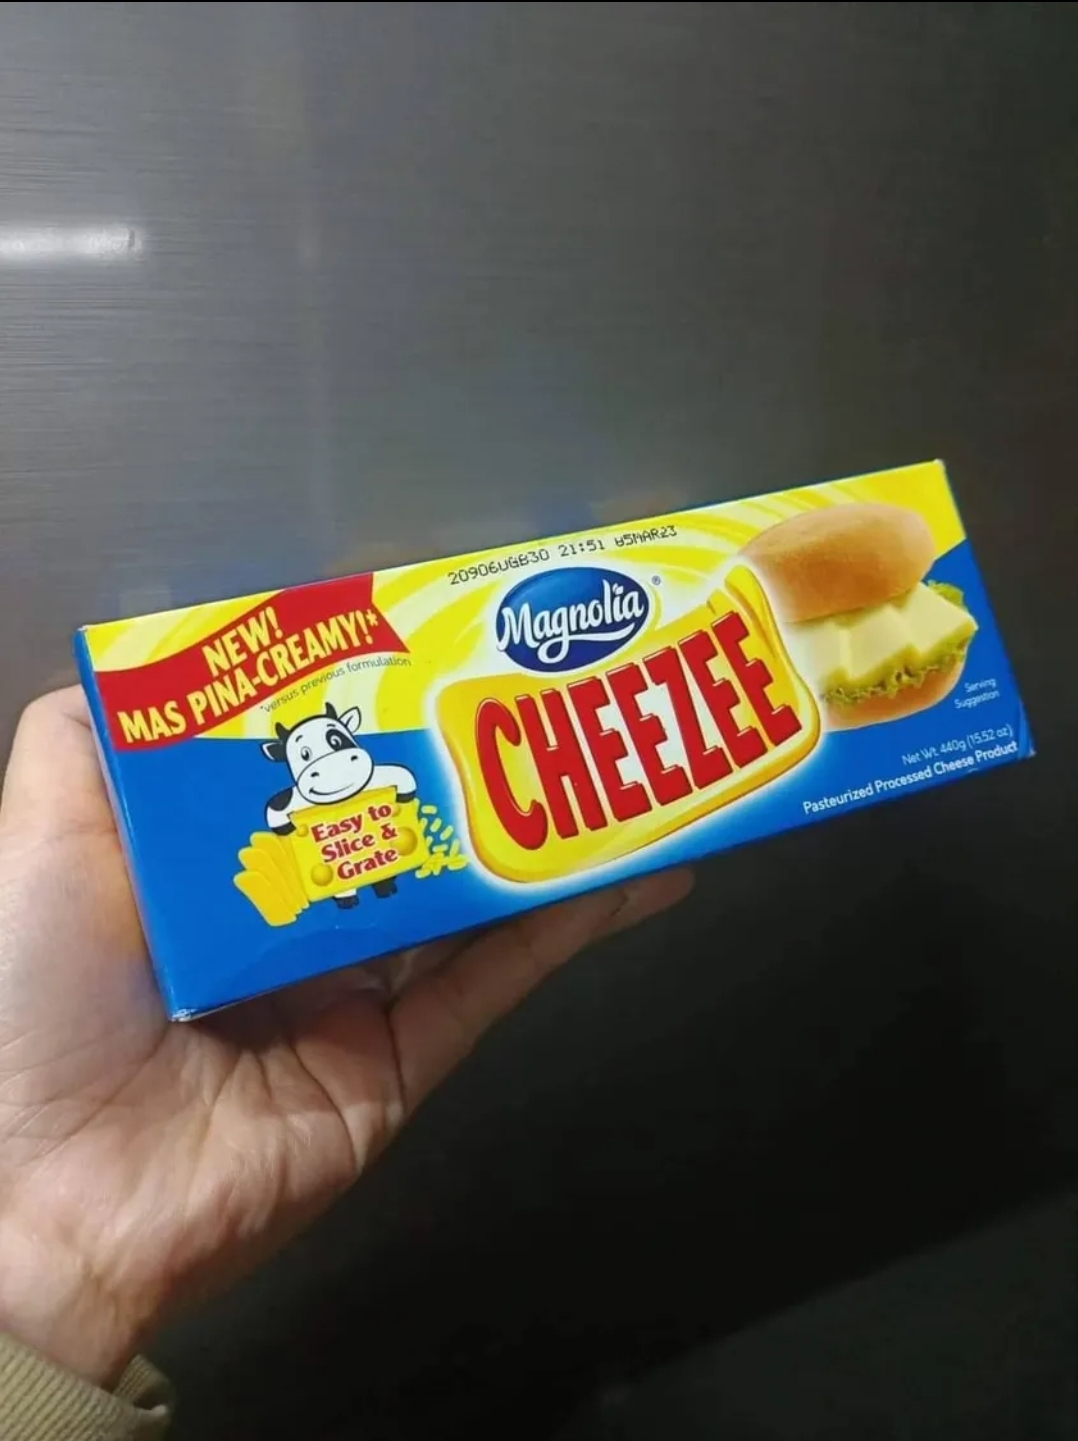 20906UGB30 21:51 05MAR23
Magnolia®
CHEEZEE
NEW!
MAS PINA-CREAMY!*
*versus previous formulation
Easy to
Slice &
Grate
Serving
Suggestion
Net Wt. 440g (15.52 oz)
Pasteurized Processed Cheese Product